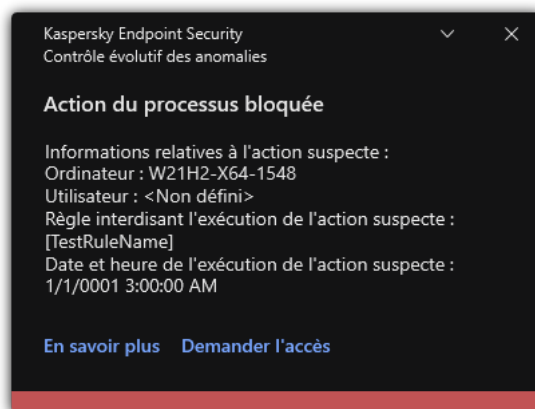 Kaspersky Endpoint Security
Contrôle évolutif des anomalies
Action du processus bloquée
Informations relatives à l'action suspecte :
Ordinateur : W21H2-X64-1548
Utilisateur : <Non défini>
Règle interdisant l'exécution de l'action suspecte :
[TestRuleName]
Date et heure de l'exécution de l'action suspecte :
1/1/0001 3:00:00 AM
En savoir plus Demander l'accès